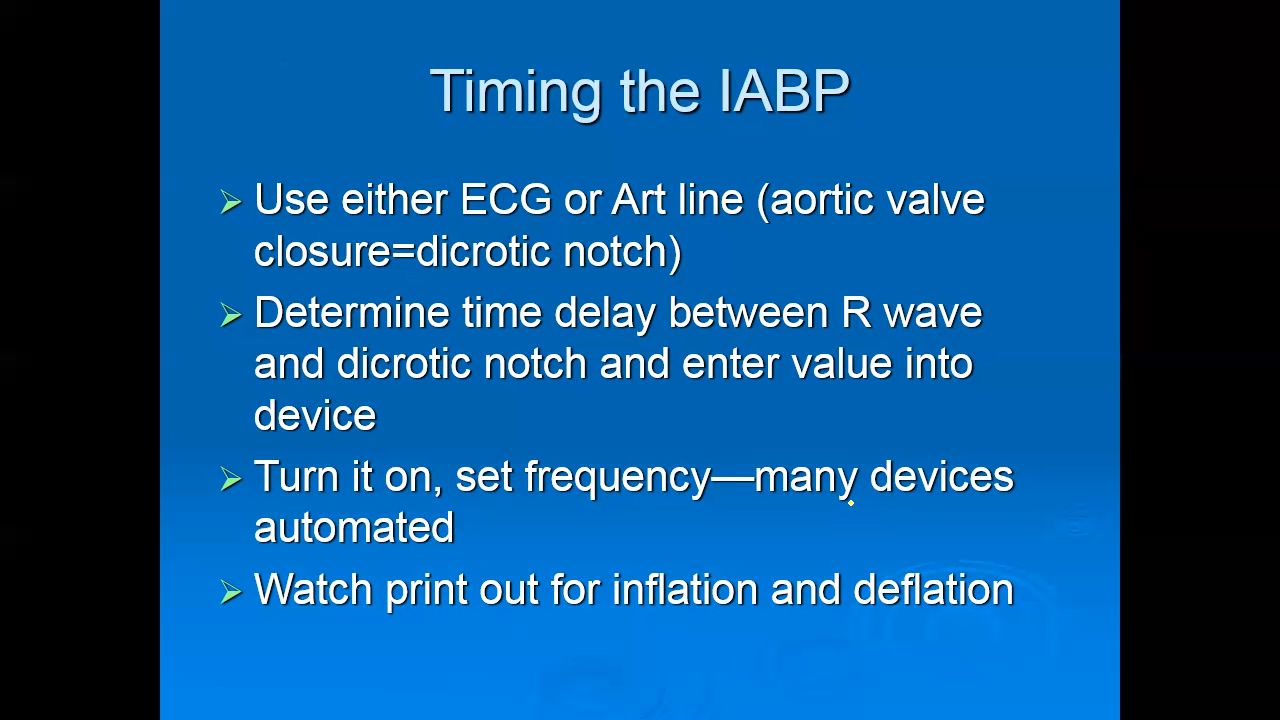 Timing the IABP
Use either ECG or Art line (aortic valve
closure=dicrotic notch)
Determine time delay between R wave
and dicrotic notch and enter value into
device
Turn it on, set frequency—many devices
automated
Watch print out for inflation and deflation